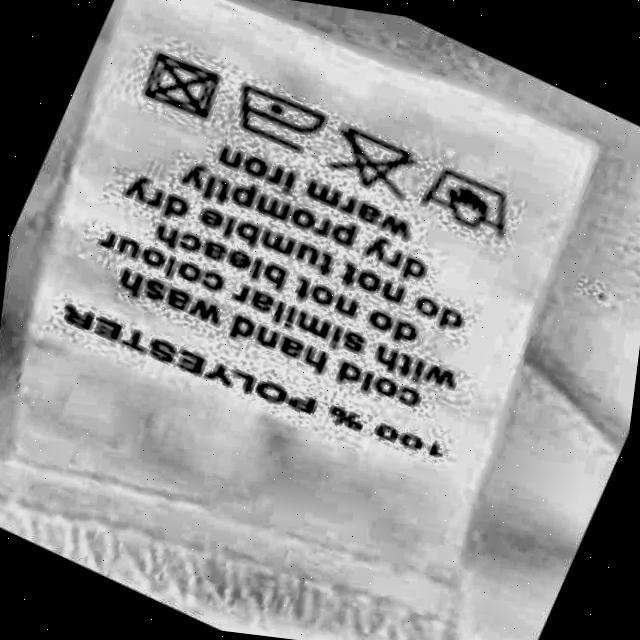 100 % POLYESTER
cold hand wash
with similar colour
do not bleach
do not tumble dry
dry promptly
warm iron